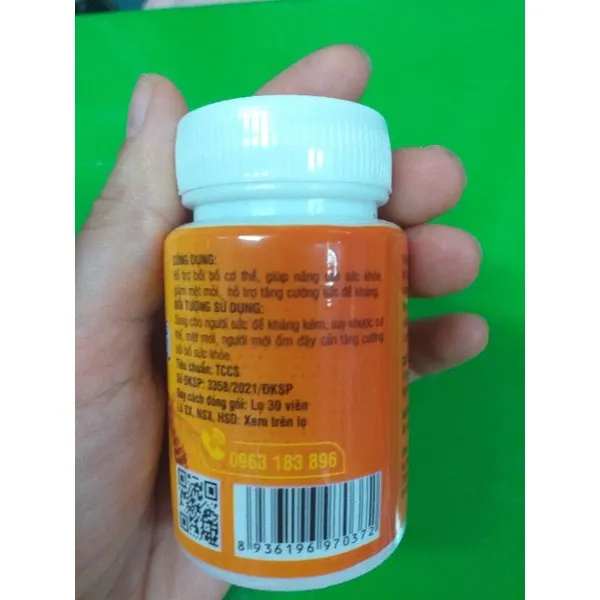 CÔNG DỤNG:
Hỗ trợ bồi bổ cơ thể, giúp nâng cao sức khỏe,
giảm mệt mỏi, hỗ trợ tăng cường sức đề kháng.
ĐỐI TƯỢNG SỬ DỤNG:
Dùng cho người sức đề kháng kém, suy nhược cơ
thể, mệt mỏi, người mới ốm dậy cần tăng cường
bồi bổ sức khỏe.
Tiêu chuẩn: TCCS
Số ĐKSP: 3358/2021/ĐKSP
Quy cách đóng gói: Lọ 30 viên
Lô SX, NSX, HSD: Xem trên lọ
0963 183 896
8 936196 970372